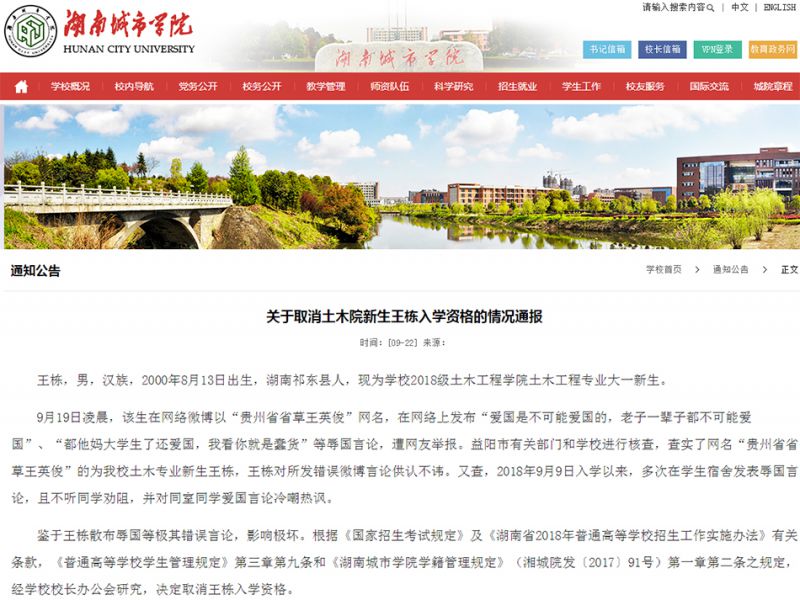 湖南城市学院
HUNAN CITY UNIVERSITY
请输入搜索内容 | 中文 | ENGLISH
湖南城市学院
书记信箱 校长信箱 VPN登录 教育政务网
学校概况 校内导航 党务公开 校务公开 教学管理 师资队伍 科学研究 招生就业 学生工作 校友服务 国际交流 城院章程
通知公告
学校首页 > 通知公告 > 正文
关于取消土木院新生王栋入学资格的情况通报
时间：[09-22] 来源：
王栋，男，汉族，2000年8月13日出生，湖南祁东县人，现为学校2018级土木工程学院土木工程专业大一新生。
9月19日凌晨，该生在网络微博以“贵州省省草王英俊”网名，在网络上发布“爱国是不可能爱国的，老子一辈子都不可能爱
国”、“都他妈大学生了还爱国，我看你就是蠢货”等辱国言论，遭网友举报。益阳市有关部门和学校进行核查，查实了网名“贵州省省
草王英俊”的为我校土木专业新生王栋，王栋对所发错误微博言论供认不讳。又查，2018年9月9日入学以来，多次在学生宿舍发表辱国言
论，且不听同学劝阻，并对同室同学爱国言论冷嘲热讽。
鉴于王栋散布辱国等极其错误言论，影响极坏。根据《国家招生考试规定》及《湖南省2018年普通高等学校招生工作实施办法》有关
条款，《普通高等学校学生管理规定》第三章第九条和《湖南城市学院学籍管理规定》（湘城院发〔2017〕91号）第一章第二条之规定，
经学校校长办公会研究，决定取消王栋入学资格。